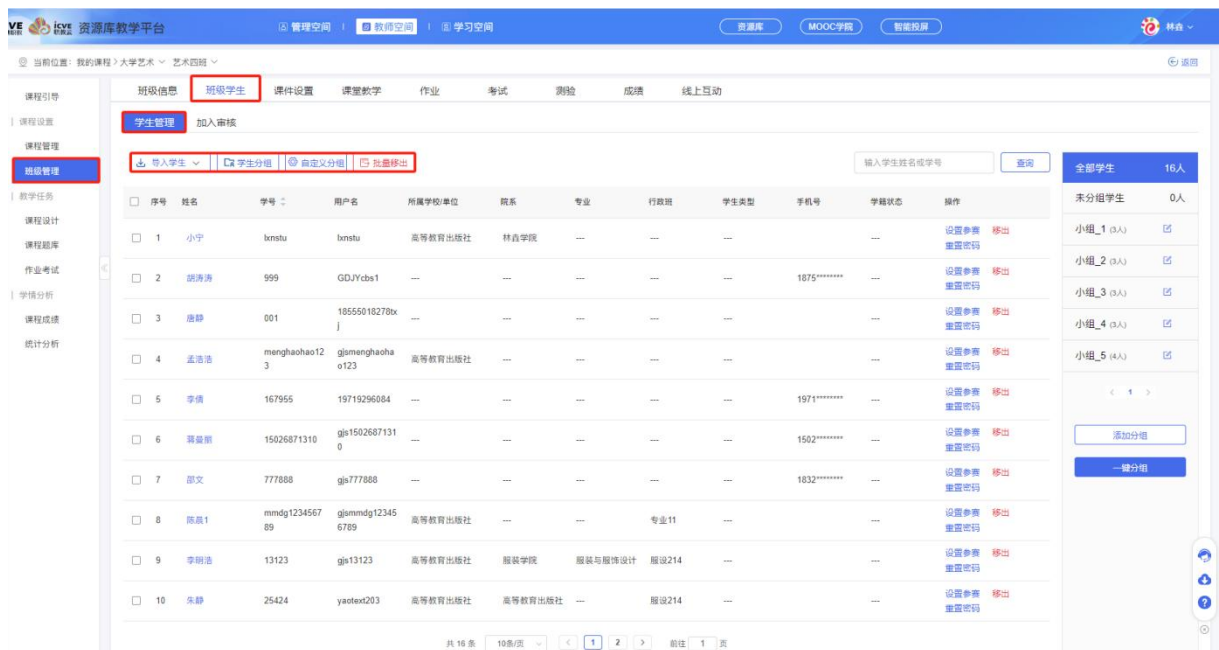 icve 资源库教学平台 管理空间 教师空间 学习空间 资源库 MOOC学院 智能投屏 林垚
当前位置：我的课程 > 大学艺术 艺术四班 返回
课程引导 班级信息 班级学生 课件设置 课堂教学 作业 考试 测验 成绩 线上互动
课程设置 学生管理 加入审核
课程管理
班级管理 导入学生 学生分组 自定义分组 批量移出 输入学生姓名或学号 查询 全部学生 16人
教学任务 序号 姓名 学号 用户名 所属学校/单位 院系 专业 行政班 学生类型 手机号 学籍状态 操作 未分组学生 0人
课程设计
课程题库
作业考试
学情分析
课程成绩
统计分析
1 小宁 lxnstu lxnstu 高等教育出版社 林垚学院 --- --- --- --- 设置参赛 移出
重置密码
2 胡涛涛 999 GDJYcbs1 --- --- --- --- --- 1875******** --- 设置参赛 移出
重置密码
3 唐静 001 18555018278txj --- --- --- --- --- --- 设置参赛 移出
重置密码
4 孟浩浩 menghaohao123 gjsmenghaohao123 高等教育出版社 --- --- --- --- --- 设置参赛 移出
重置密码
5 李倩 167955 19719296084 --- --- --- --- --- 1971******** --- 设置参赛 移出
重置密码
6 15026871310 gjs15026871310 --- --- --- --- --- 1502******** --- 设置参赛 移出
重置密码
7 邵文 777888 gjs777888 --- --- --- --- --- 1832******** --- 设置参赛 移出
重置密码
8 陈晨1 mmdg123456789 gjsmmdg123456789 高等教育出版社 --- --- 专业11 --- --- 设置参赛 移出
重置密码
9 李明浩 13123 gjs13123 高等教育出版社 服装学院 服装与服饰设计 服设214 --- --- 设置参赛 移出
重置密码
10 朱静 25424 yaotext203 高等教育出版社 高等教育出版社 --- 服设214 --- --- 设置参赛 移出
重置密码
小组_1 (3人)
小组_2 (3人)
小组_3 (3人)
小组_4 (3人)
小组_5 (4人)
< 1 >
添加分组
一键分组
共 16 条 10条/页 < 1 2 > 前往 1 页